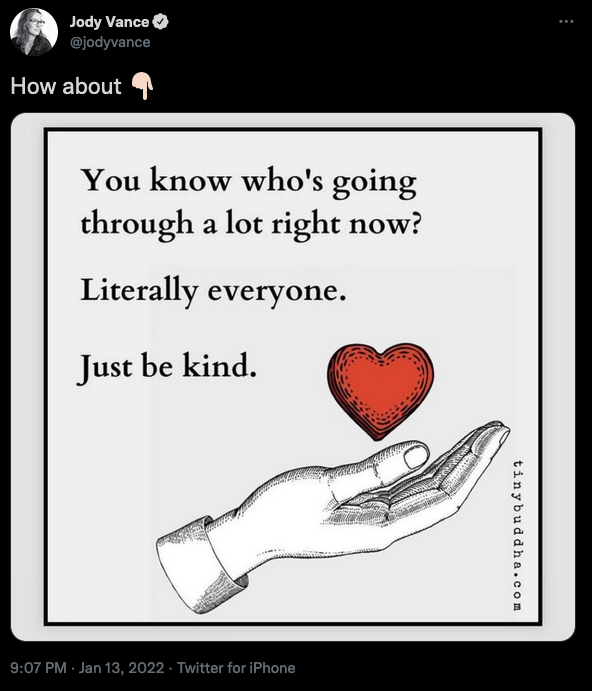 Jody Vance
@jodyvance
How about 👇🏻
You know who's going
through a lot right now?
Literally everyone.
Just be kind.
tinybuddha.com
9:07 PM · Jan 13, 2022 · Twitter for iPhone